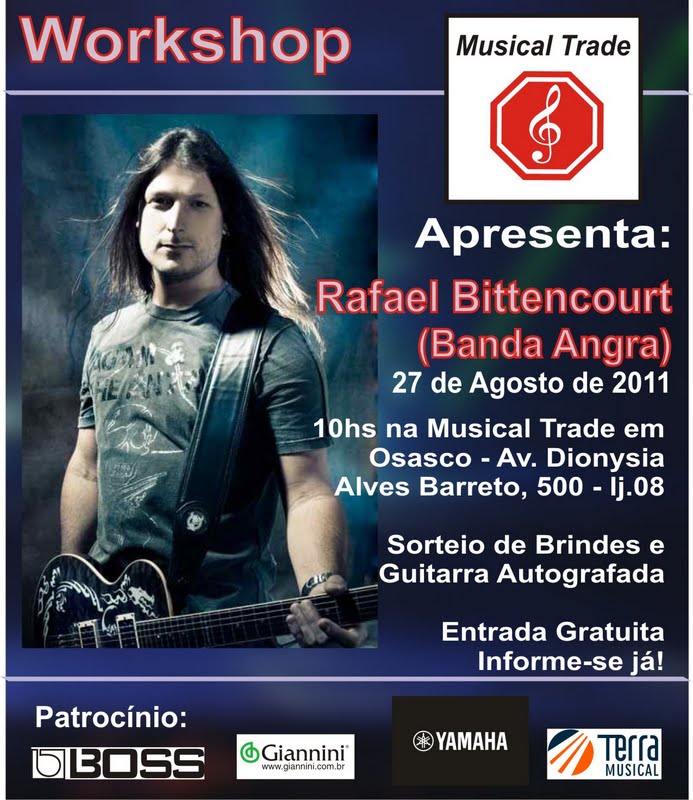 Workshop
Musical Trade
Apresenta:
Rafael Bittencourt
(Banda Angra)
27 de Agosto de 2011
10hs na Musical Trade em
Osasco - Av. Dionysia
Alves Barreto, 500 - lj.08
Sorteio de Brindes e
Guitarra Autografada
Entrada Gratuita
Informe-se já!
Patrocínio:
BOSS
Giannini
www.giannini.com.br
YAMAHA
Terra
MUSICAL